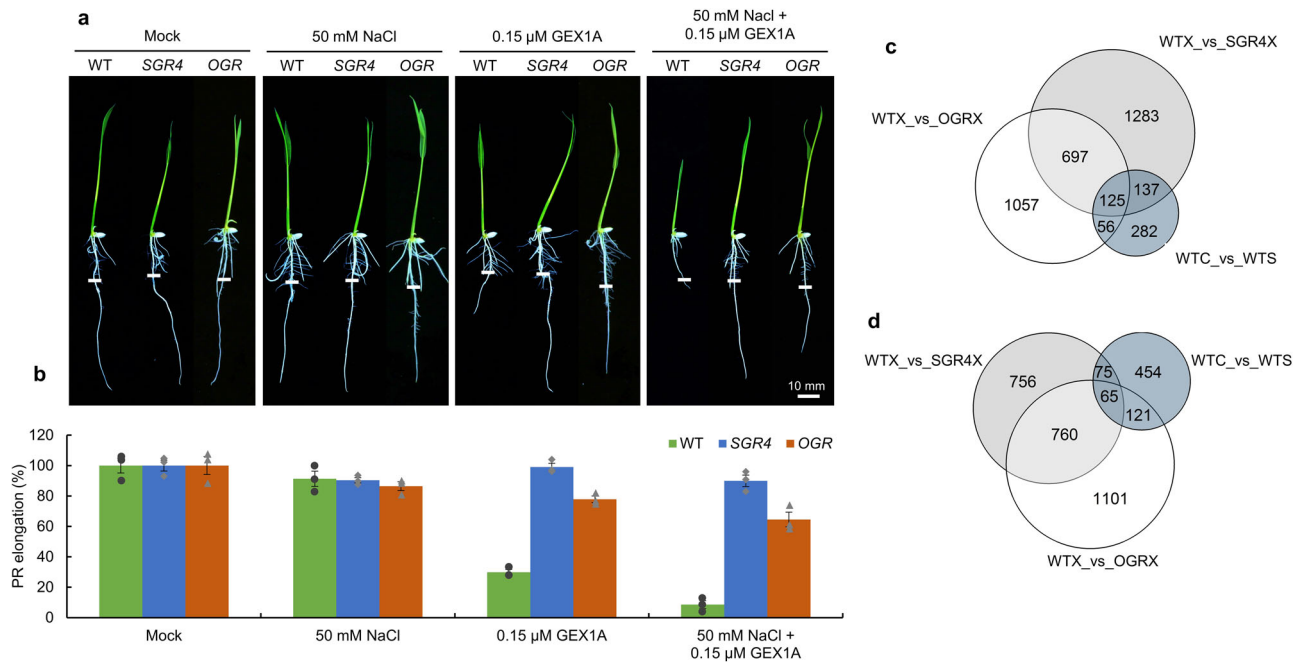 a
Mock
50 mM NaCl
0.15 µM GEX1A
50 mM Nacl +
0.15 µM GEX1A
WT SGR4 OGR
WT SGR4 OGR
WT SGR4 OGR
WT SGR4 OGR
10 mm
b
PR elongation (%)
120
100
80
60
40
20
0
WT SGR4 OGR
Mock
50 mM NaCl
0.15 µM GEX1A
50 mM NaCl +
0.15 µM GEX1A
c
WTX_vs_SGR4X
WTX_vs_OGRX
1283
697
1057
125
137
56
282
WTC_vs_WTS
d
WTX_vs_SGR4X
WTC_vs_WTS
756
75
454
65
121
760
1101
WTX_vs_OGRX